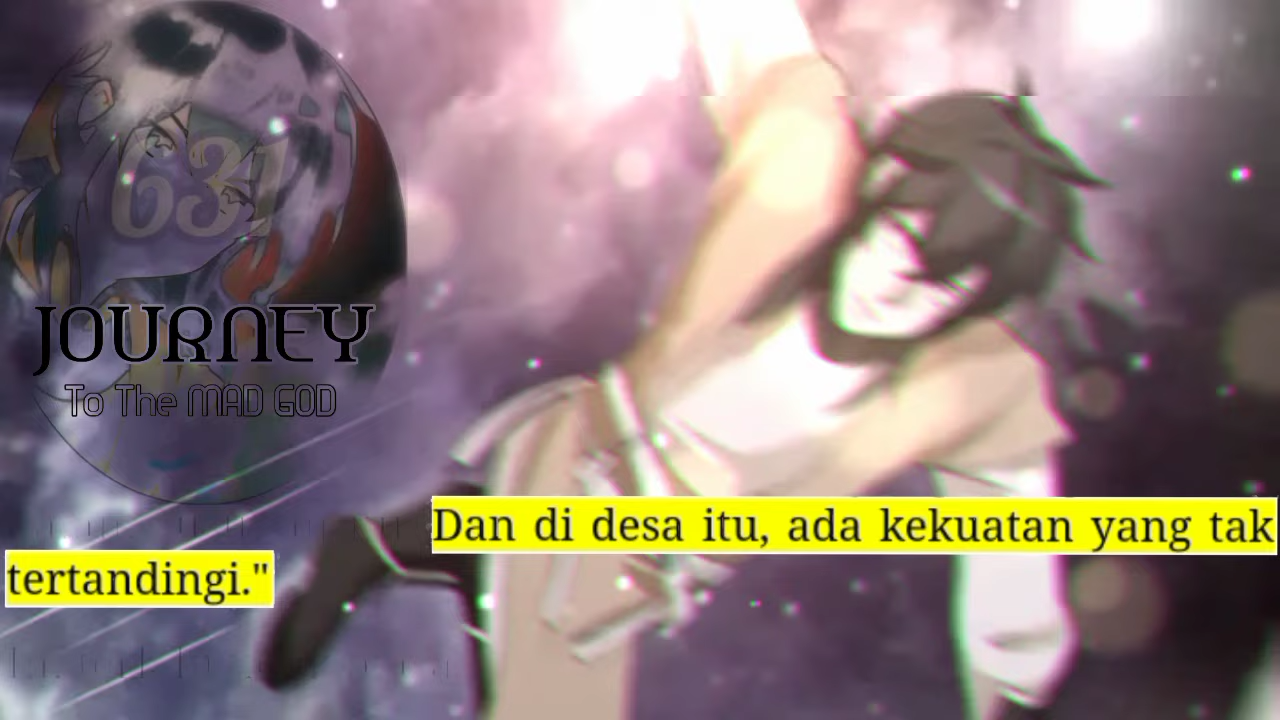 631
JOURNEY
To The MAD GOD
Dan di desa itu, ada kekuatan yang tak
tertandingi."